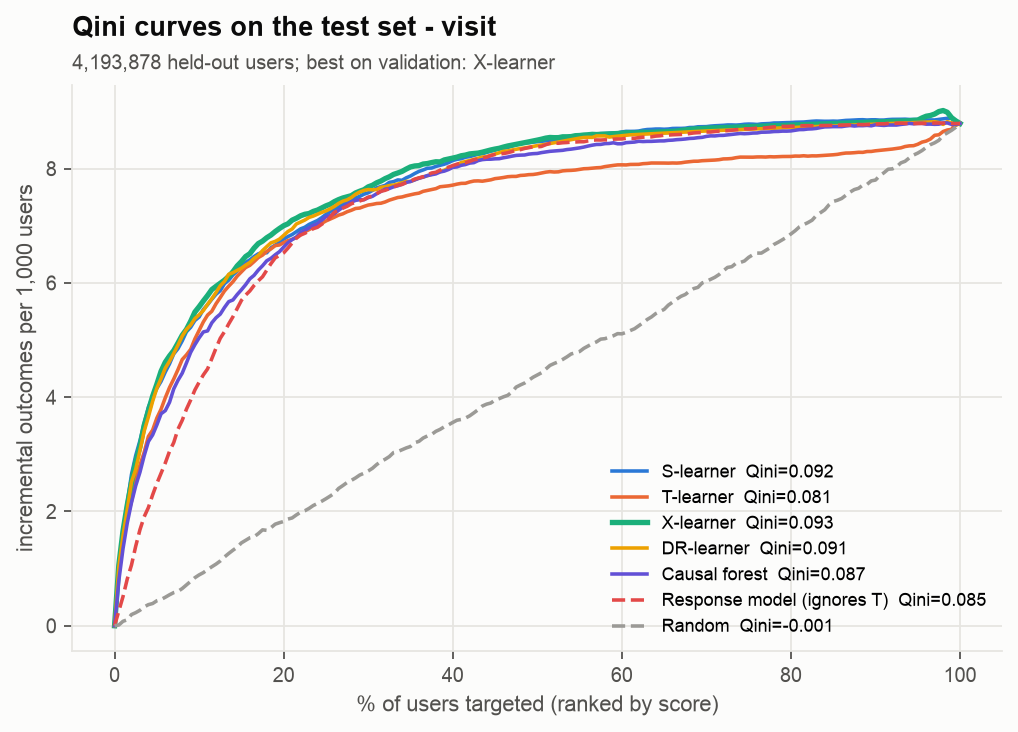 Qini curves on the test set - visit
4,193,878 held-out users; best on validation: X-learner
incremental outcomes per 1,000 users
8
6
4
2
0
S-learner  Qini=0.092
T-learner  Qini=0.081
X-learner  Qini=0.093
DR-learner  Qini=0.091
Causal forest  Qini=0.087
Response model (ignores T)  Qini=0.085
Random  Qini=-0.001
0 20 40 60 80 100
% of users targeted (ranked by score)